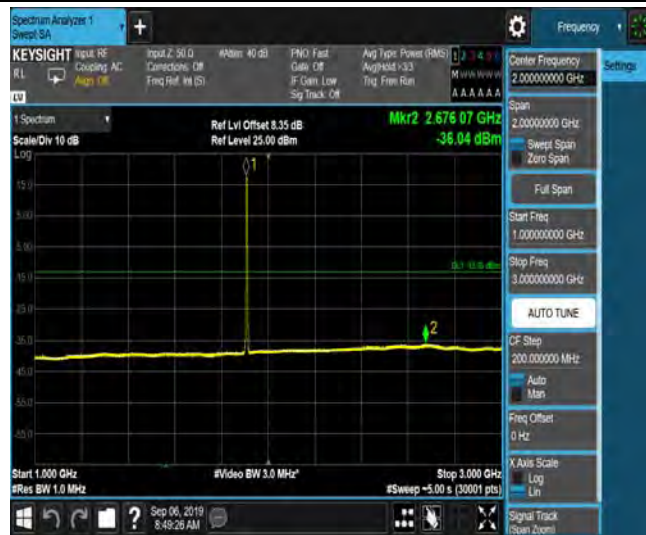 Spectrum Analyzer 1
Swept SA
+
Frequency
KEYSIGHT Input: RF
Coupling: AC
Align: Off
Input Z: 50 Ω
Corrections: Off
Freq Ref: Int (S)
#Atten: 40 dB
PNO: Fast
Gate: Off
IF Gain: Low
Sig Track: Off
Avg Type: Power (RMS)
Avg|Hold:>3/3
Trig: Free Run
1 2 3 4 5 6
M W W W W W
A A A A A A
RL
LV
1 Spectrum
Scale/Div 10 dB
Log
Ref Lvl Offset 8.35 dB
Ref Level 25.00 dBm
Mkr2 2.676 07 GHz
-36.04 dBm
1
15.0
5.00
-5.00
-15.0
-25.0
-35.0
-45.0
-55.0
2
Start 1.000 GHz
#Res BW 1.0 MHz
#Video BW 3.0 MHz*
Stop 3.000 GHz
#Sweep ~5.00 s (30001 pts)
Center Frequency
2.000000000 GHz
Settings
Span
2.00000000 GHz
Swept Span
Zero Span
Full Span
Start Freq
1.000000000 GHz
Stop Freq
3.000000000 GHz
AUTO TUNE
CF Step
200.000000 MHz
Auto
Man
Freq Offset
0 Hz
X Axis Scale
Log
Lin
Signal Track
(Span Zoom)
?
Sep 06, 2019
8:49:26 AM